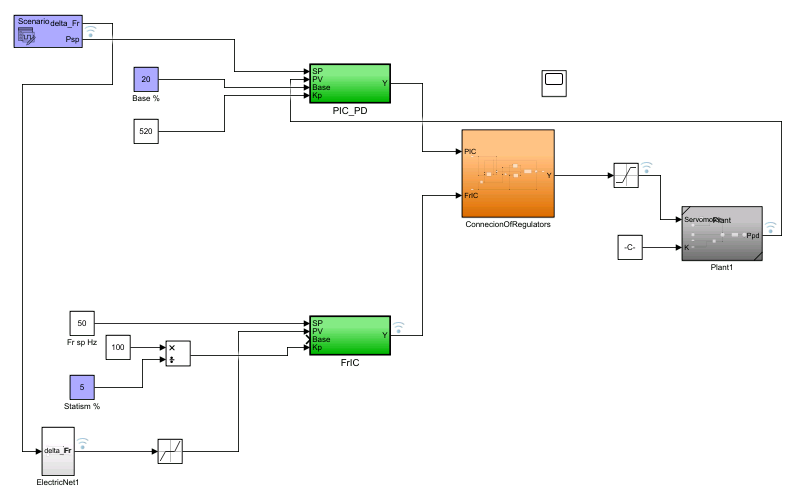 Scenario
delta_Fr
Psp
20
Base %
520
SP
PV
Base
Kp
Y
PIC_PD
PIC
FrIC
Y
ConnecionOfRegulators
-C-
Plant
K
Ppd
Plant1
50
Fr sp Hz
100
×
÷
5
Statism %
SP
PV
Base
Kp
Y
FrIC
delta_Fr
Fr
ElectricNet1